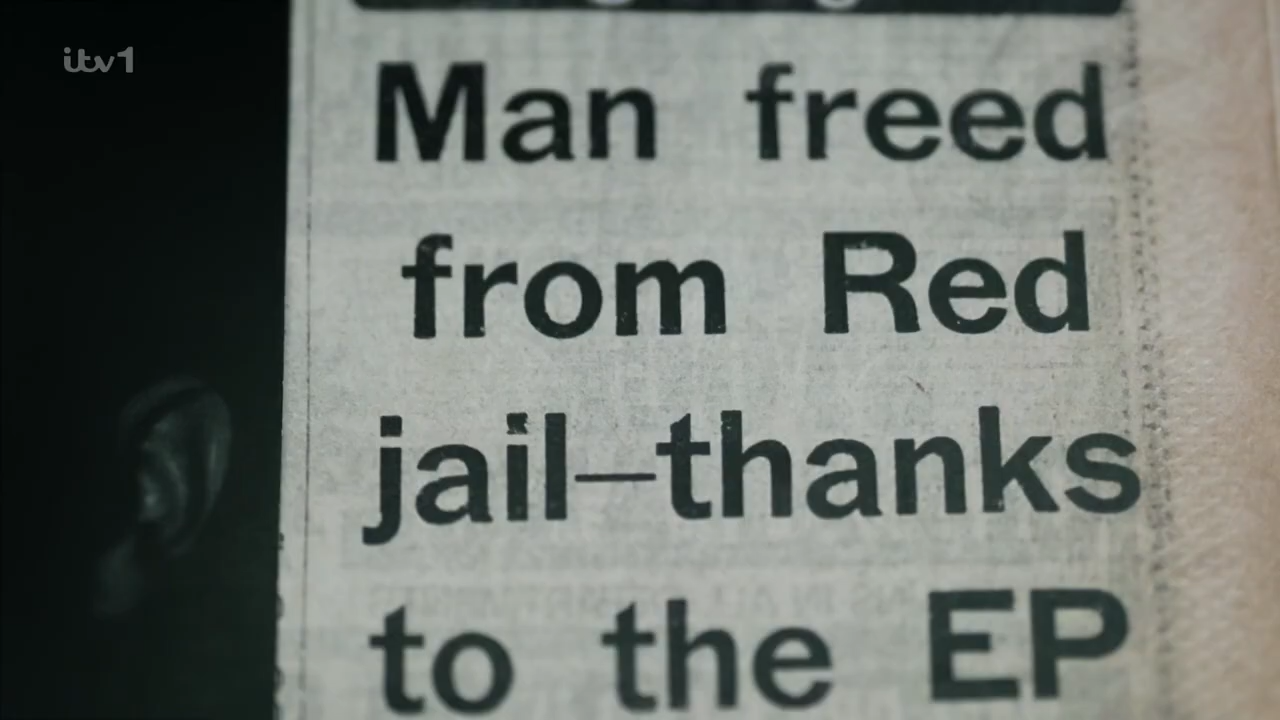 itv1
Man freed
from Red
jail—thanks
to the EP